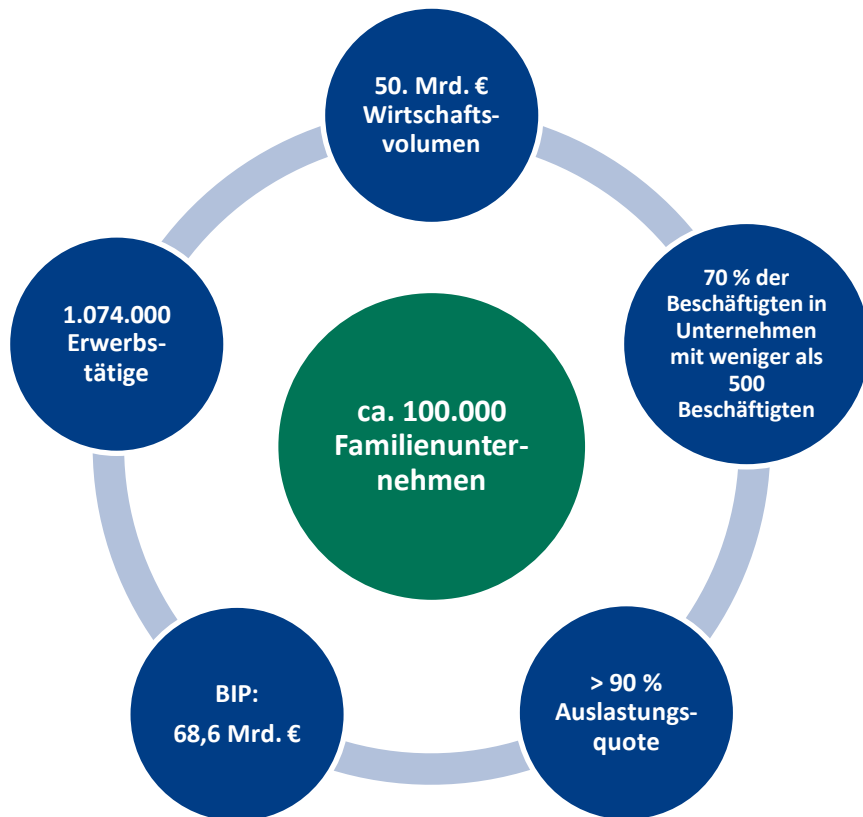 50. Mrd. €
Wirtschafts-
volumen
70 % der
Beschäftigten in
Unternehmen
mit weniger als
500
Beschäftigten
1.074.000
Erwerbs-
tätige
ca. 100.000
Familienunter-
nehmen
BIP:
68,6 Mrd. €
> 90 %
Auslastungs-
quote